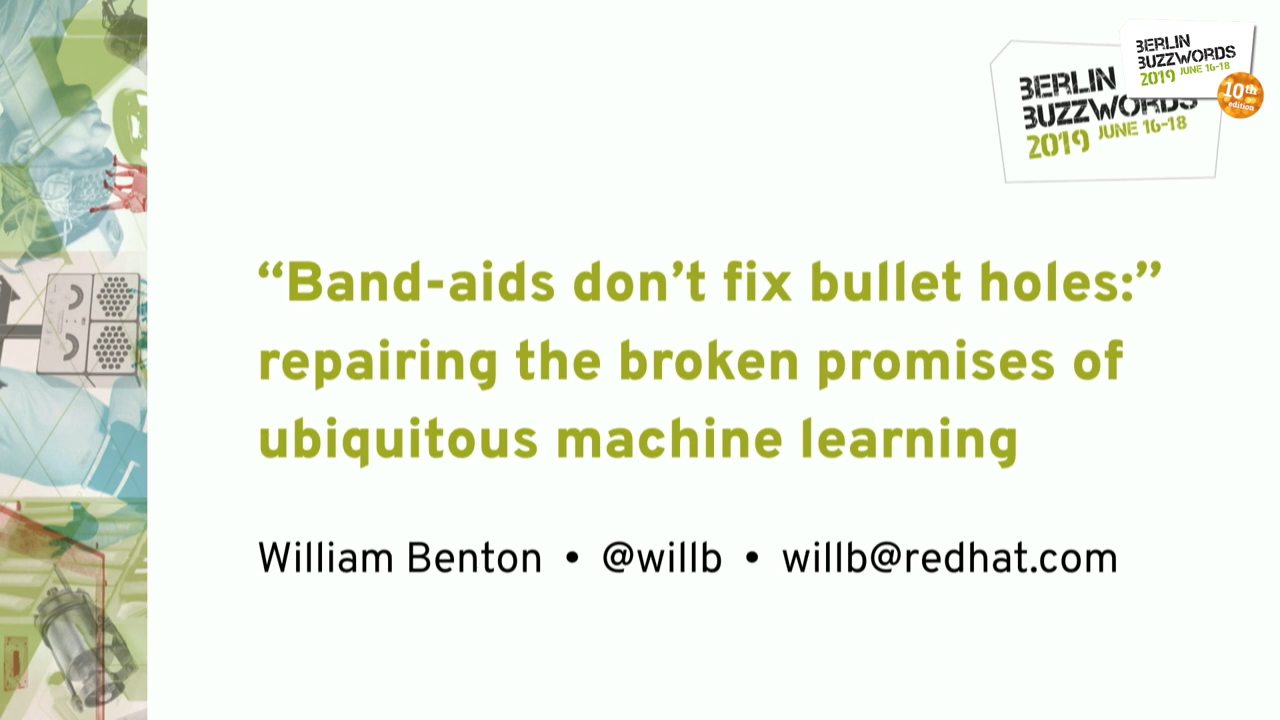 BERLIN
BUZZWORDS
2019 JUNE 16-18
10th
edition
BERLIN
BUZZWORDS
2019 JUNE 16-18
“Band-aids don’t fix bullet holes:”
repairing the broken promises of
ubiquitous machine learning
William Benton • @willb • willb@redhat.com